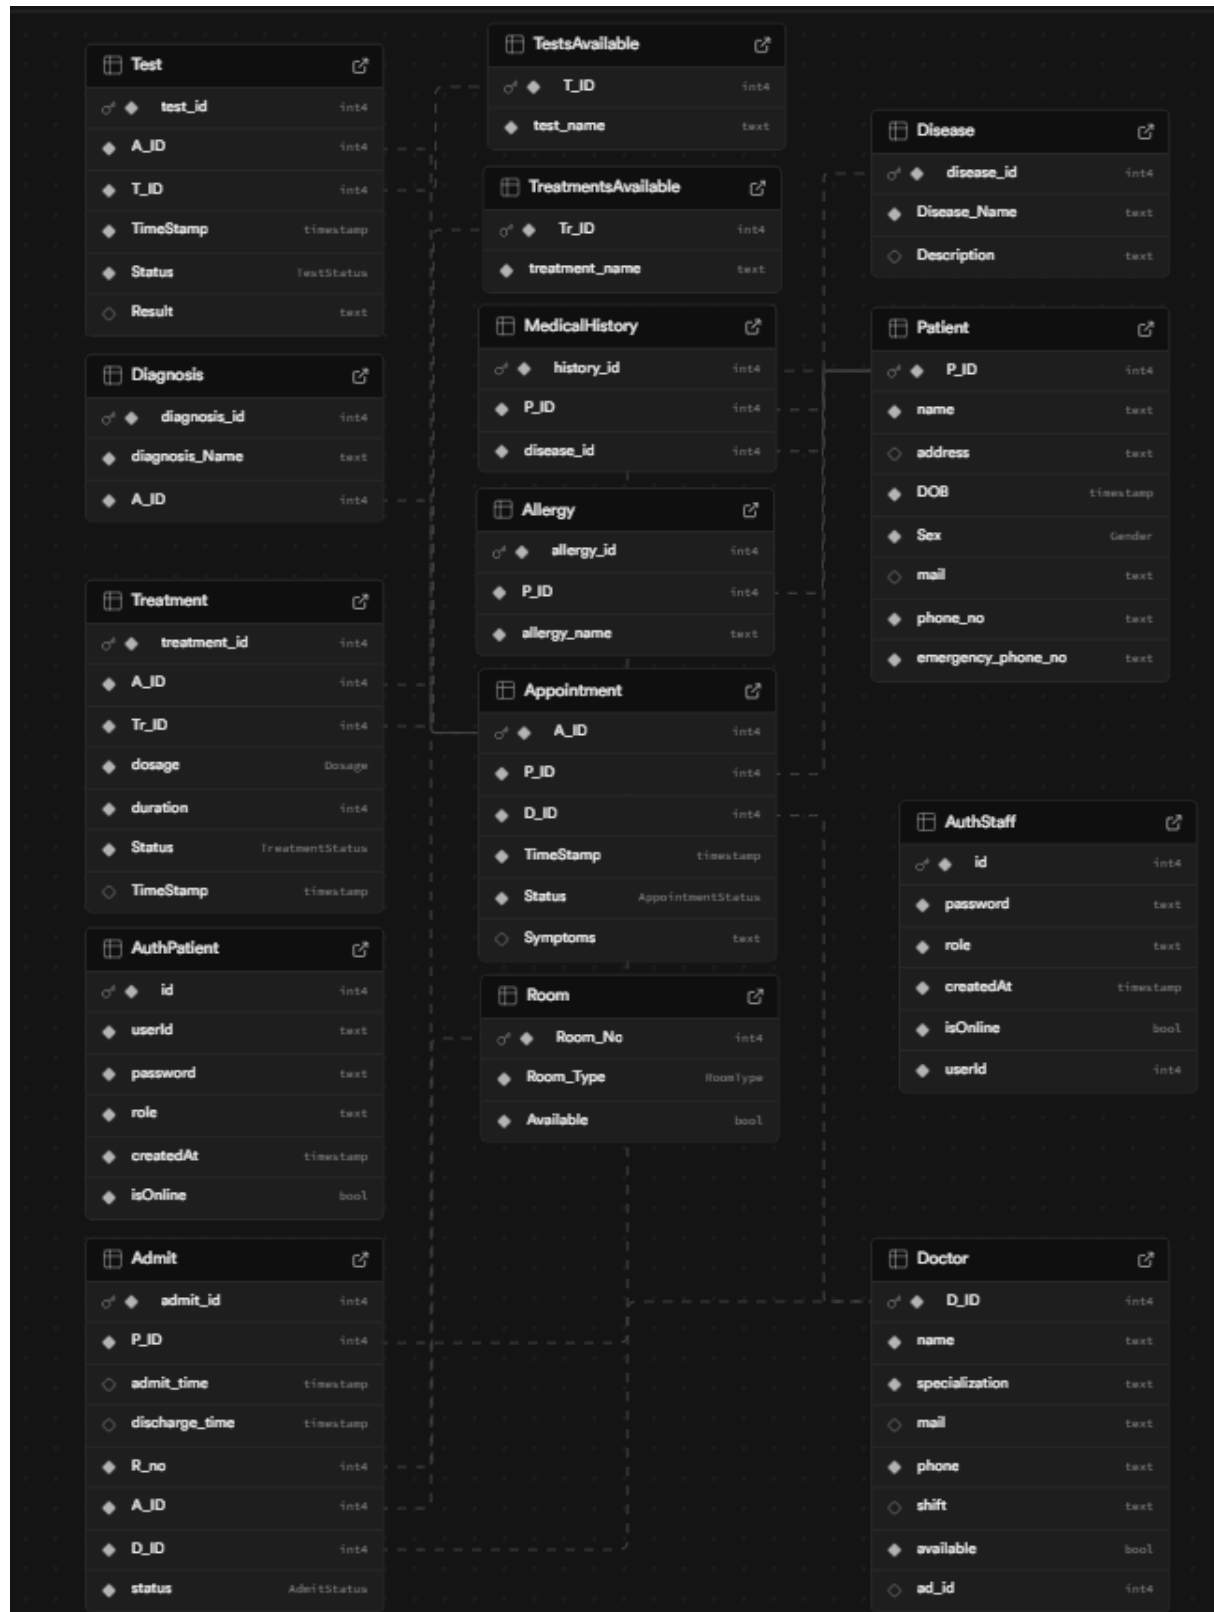 Test
test_id int4
A_ID int4
T_ID int4
TimeStamp timestamp
Status TestStatus
Result text
Diagnosis
diagnosis_id int4
diagnosis_Name text
A_ID int4
Treatment
treatment_id int4
A_ID int4
Tr_ID int4
dosage Dosage
duration int4
Status TreatmentStatus
TimeStamp timestamp
AuthPatient
id int4
userId text
password text
role text
createdAt timestamp
isOnline bool
Admit
admit_id int4
P_ID int4
admit_time timestamp
discharge_time timestamp
R_no int4
A_ID int4
D_ID int4
status AdmitStatus
TestsAvailable
T_ID int4
test_name text
TreatmentsAvailable
Tr_ID int4
treatment_name text
MedicalHistory
history_id int4
P_ID int4
disease_id int4
Allergy
allergy_id int4
P_ID int4
allergy_name text
Appointment
A_ID int4
P_ID int4
D_ID int4
TimeStamp timestamp
Status AppointmentStatus
Symptoms text
Room
Room_No int4
Room_Type RoomType
Available bool
Disease
disease_id int4
Disease_Name text
Description text
Patient
P_ID int4
name text
address text
DOB timestamp
Sex Gender
mail text
phone_no text
emergency_phone_no text
AuthStaff
id int4
password text
role text
createdAt timestamp
isOnline bool
userId int4
Doctor
D_ID int4
name text
specialization text
mail text
phone text
shift text
available bool
ad_id int4